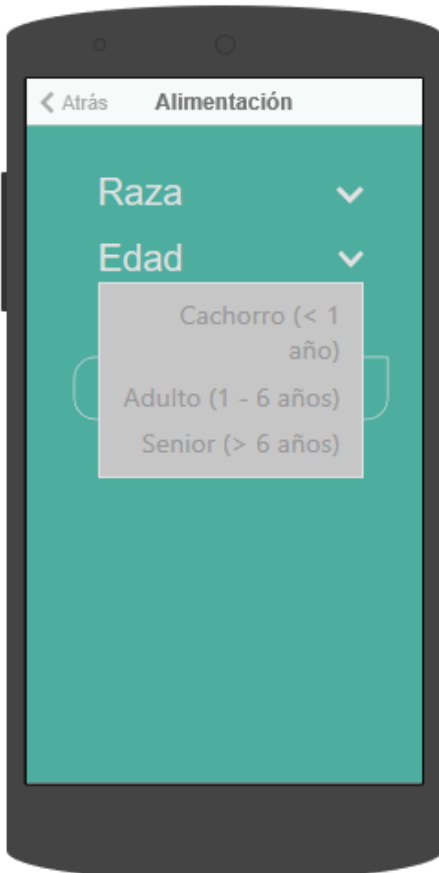 Atrás Alimentación
Raza
Edad
Cachorro (< 1
año)
Adulto (1 - 6 años)
Senior (> 6 años)